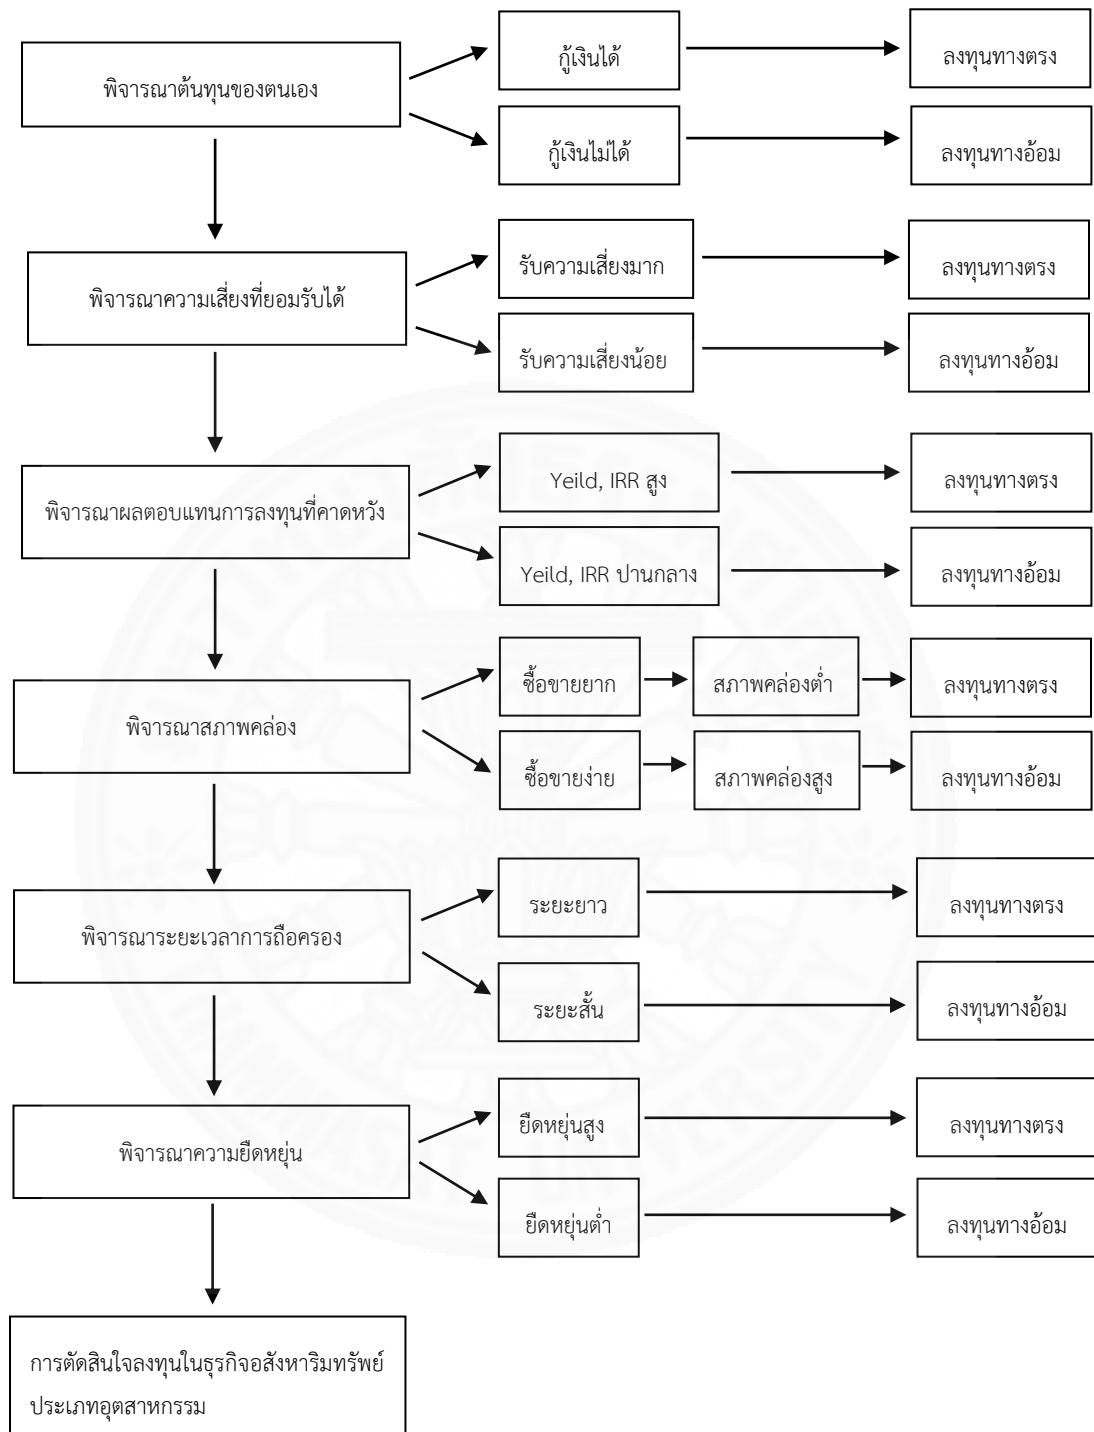 พิจารณาต้นทุนของตนเอง
กู้เงินได้
ลงทุนทางตรง
กู้เงินไม่ได้
ลงทุนทางอ้อม
พิจารณาความเสี่ยงที่ยอมรับได้
รับความเสี่ยงมาก
ลงทุนทางตรง
รับความเสี่ยงน้อย
ลงทุนทางอ้อม
พิจารณาผลตอบแทนการลงทุนที่คาดหวัง
Yeild, IRR สูง
ลงทุนทางตรง
Yeild, IRR ปานกลาง
ลงทุนทางอ้อม
พิจารณาสภาพคล่อง
ซื้อขายยาก
สภาพคล่องต่ำ
ลงทุนทางตรง
ซื้อขายง่าย
สภาพคล่องสูง
ลงทุนทางอ้อม
พิจารณาระยะเวลาการถือครอง
ระยะยาว
ลงทุนทางตรง
ระยะสั้น
ลงทุนทางอ้อม
พิจารณาความยืดหยุ่น
ยืดหยุ่นสูง
ลงทุนทางตรง
ยืดหยุ่นต่ำ
ลงทุนทางอ้อม
การตัดสินใจลงทุนในธุรกิจอสังหาริมทรัพย์
ประเภทอุตสาหกรรม